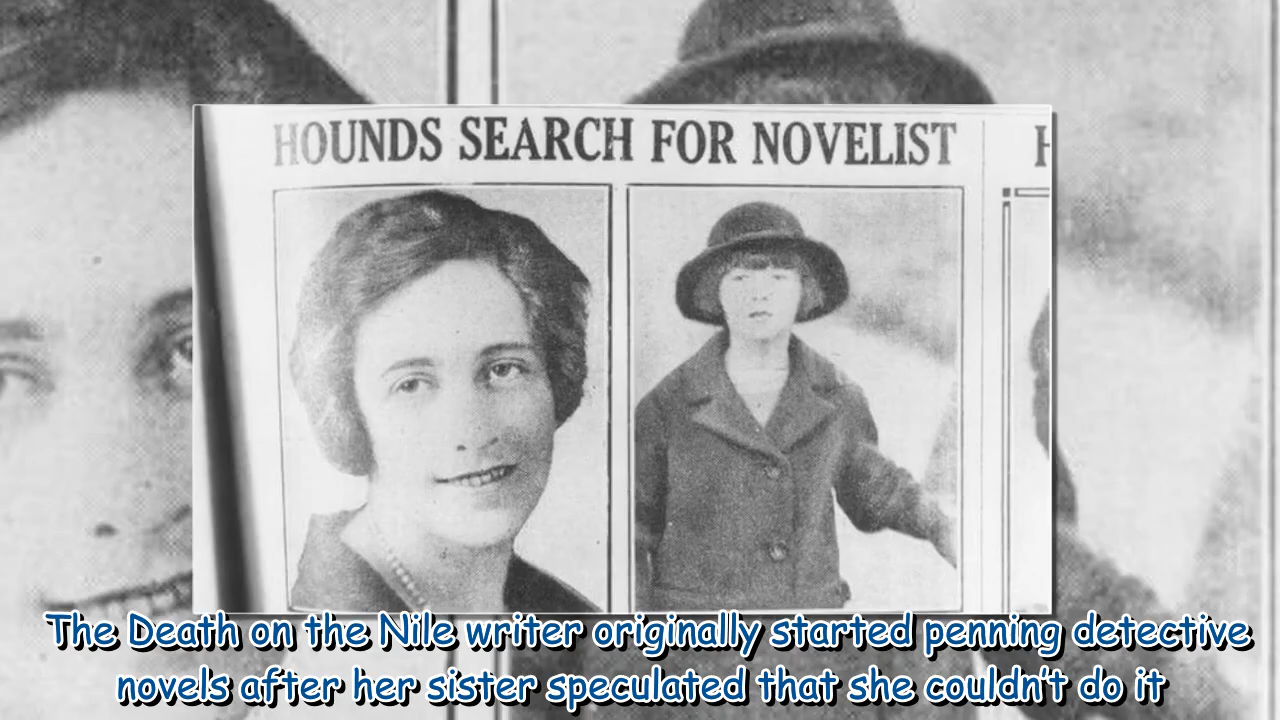 HOUNDS SEARCH FOR NOVELIST
H
The Death on the Nile writer originally started penning detective
novels after her sister speculated that she couldn't do it